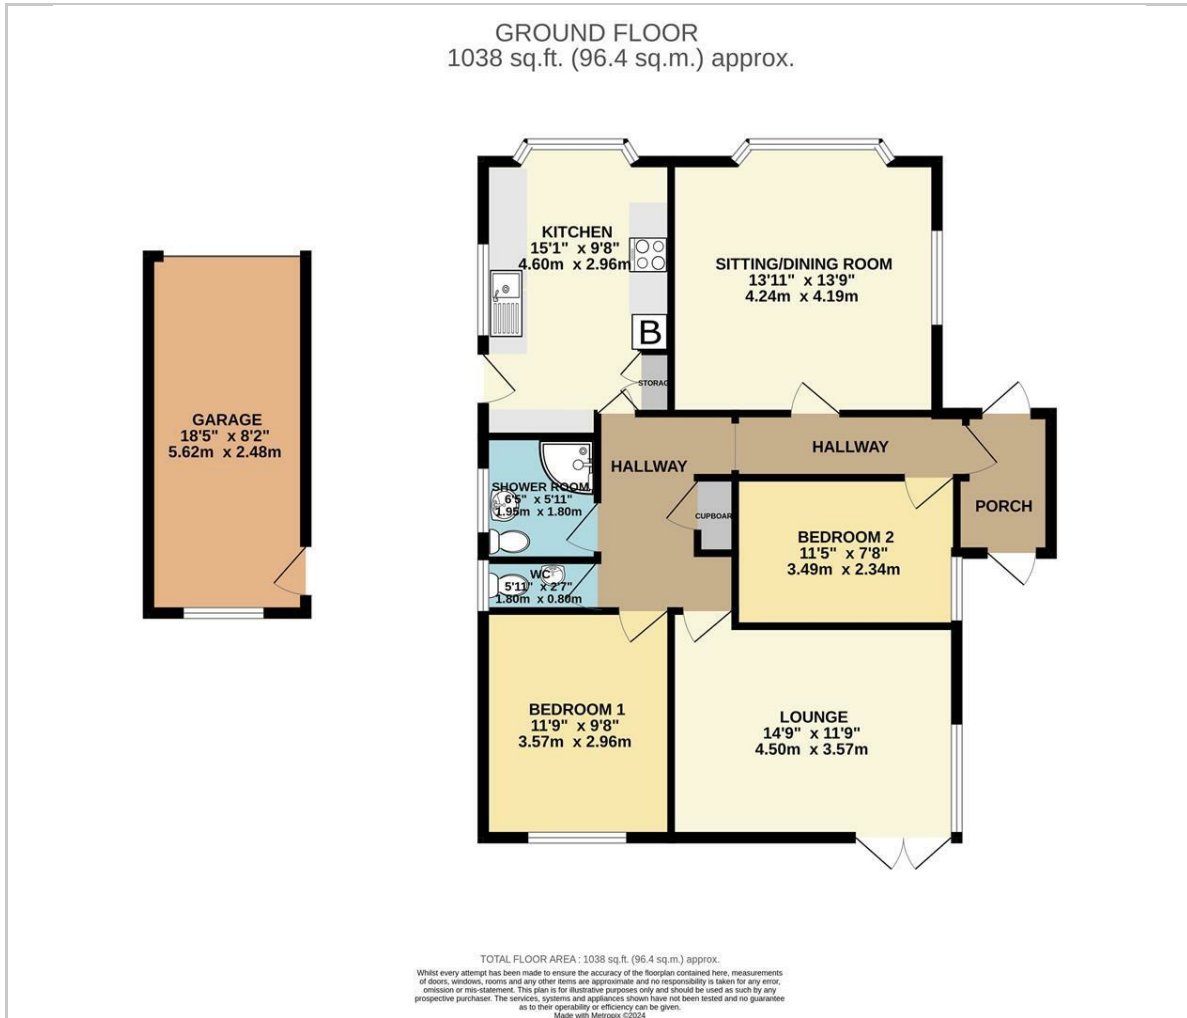 GROUND FLOOR
1038 sq.ft. (96.4 sq.m.) approx.
KITCHEN
15'1" x 9'8"
4.60m x 2.96m
SITTING/DINING ROOM
13'11" x 13'9"
4.24m x 4.19m
B
STORAG
GARAGE
18'5" x 8'2"
5.62m x 2.48m
HALLWAY
HALLWAY
SHOWER ROOM
6'5" x 5'11"
1.95m x 1.80m
CUPBOAR
PORCH
BEDROOM 2
11'5" x 7'8"
3.49m x 2.34m
WC
5'11" x 2'7"
1.80m x 0.80m
BEDROOM 1
11'9" x 9'8"
3.57m x 2.96m
LOUNGE
14'9" x 11'9"
4.50m x 3.57m
TOTAL FLOOR AREA : 1038 sq.ft. (96.4 sq.m.) approx.
Whilst every attempt has been made to ensure the accuracy of the floorplan contained here, measurements
of doors, windows, rooms and any other items are approximate and no responsibility is taken for any error,
omission or mis-statement. This plan is for illustrative purposes only and should be used as such by any
prospective purchaser. The services, systems and appliances shown have not been tested and no guarantee
as to their operability or efficiency can be given.
Made with Metropix ©2024